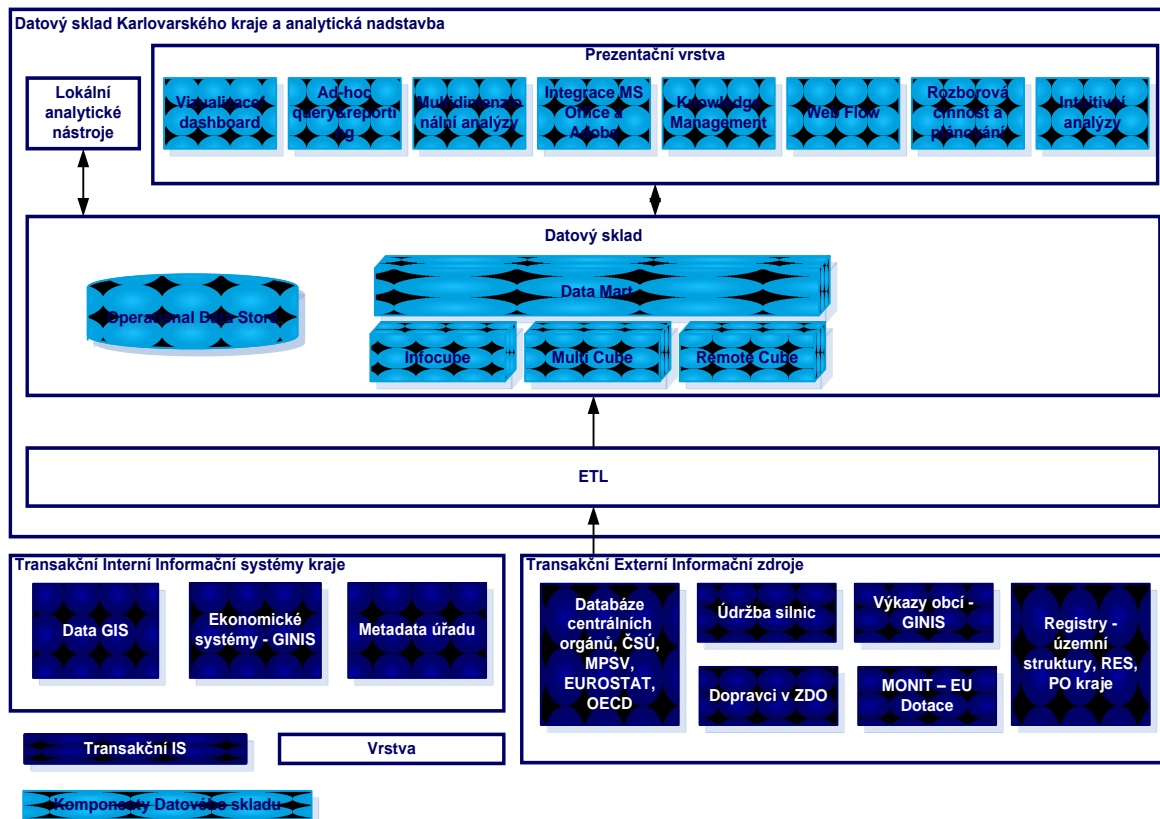 Datový sklad Karlovarského kraje a analytická nadstavba
Prezentační vrstva
Lokální
analytické
nástroje
Vizualizace/
dashboard
Ad-hoc
query&reporti
ng
Multidimenzio
nální analýzy
Integrace MS
Office a
Adobe
Knowledge
Management
Web Flow
Rozborová
činnost a
plánování
Intuitivní
analýzy
Datový sklad
Operational Data Store
Data Mart
Infocube
Multi Cube
Remote Cube
ETL
Transakční Interní Informační systémy kraje
Data GIS
Ekonomické
systémy - GINIS
Metadata úřadu
Transakční Externí Informační zdroje
Databáze
centrálních
orgánů, ČSÚ,
MPSV,
EUROSTAT,
OECD
Údržba silnic
Výkazy obcí -
GINIS
Registry -
územní
struktury, RES,
PO kraje
Dopravci v ZDO
MONIT – EU
Dotace
Transakční IS
Vrstva
Komponenty Datového skladu